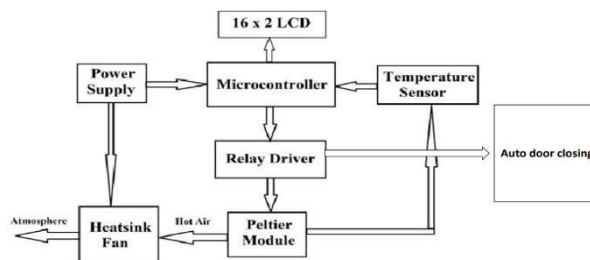 16 x 2 LCD
Power
Supply
Microcontroller
Temperature
Sensor
Relay Driver
Auto door closing
Atmosphere
Heatsink
Fan
Hot Air
Peltier
Module